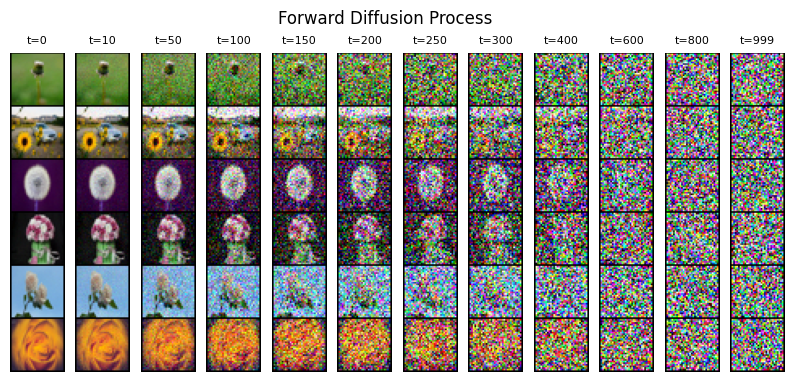 Forward Diffusion Process
t=0 t=10 t=50 t=100 t=150 t=200 t=250 t=300 t=400 t=600 t=800 t=999